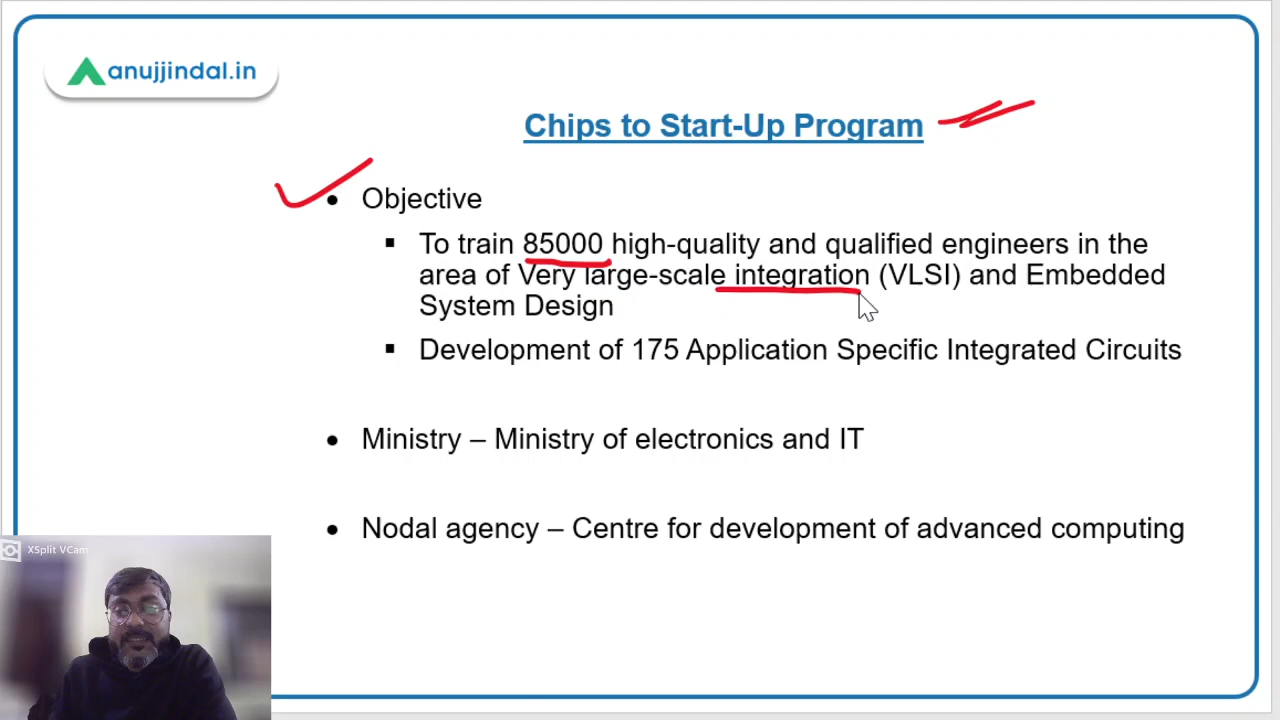 anujjindal.in
Chips to Start-Up Program
• Objective
▪ To train 85000 high-quality and qualified engineers in the
area of Very large-scale integration (VLSI) and Embedded
System Design
▪ Development of 175 Application Specific Integrated Circuits
• Ministry – Ministry of electronics and IT
• Nodal agency – Centre for development of advanced computing
XSplit VCam